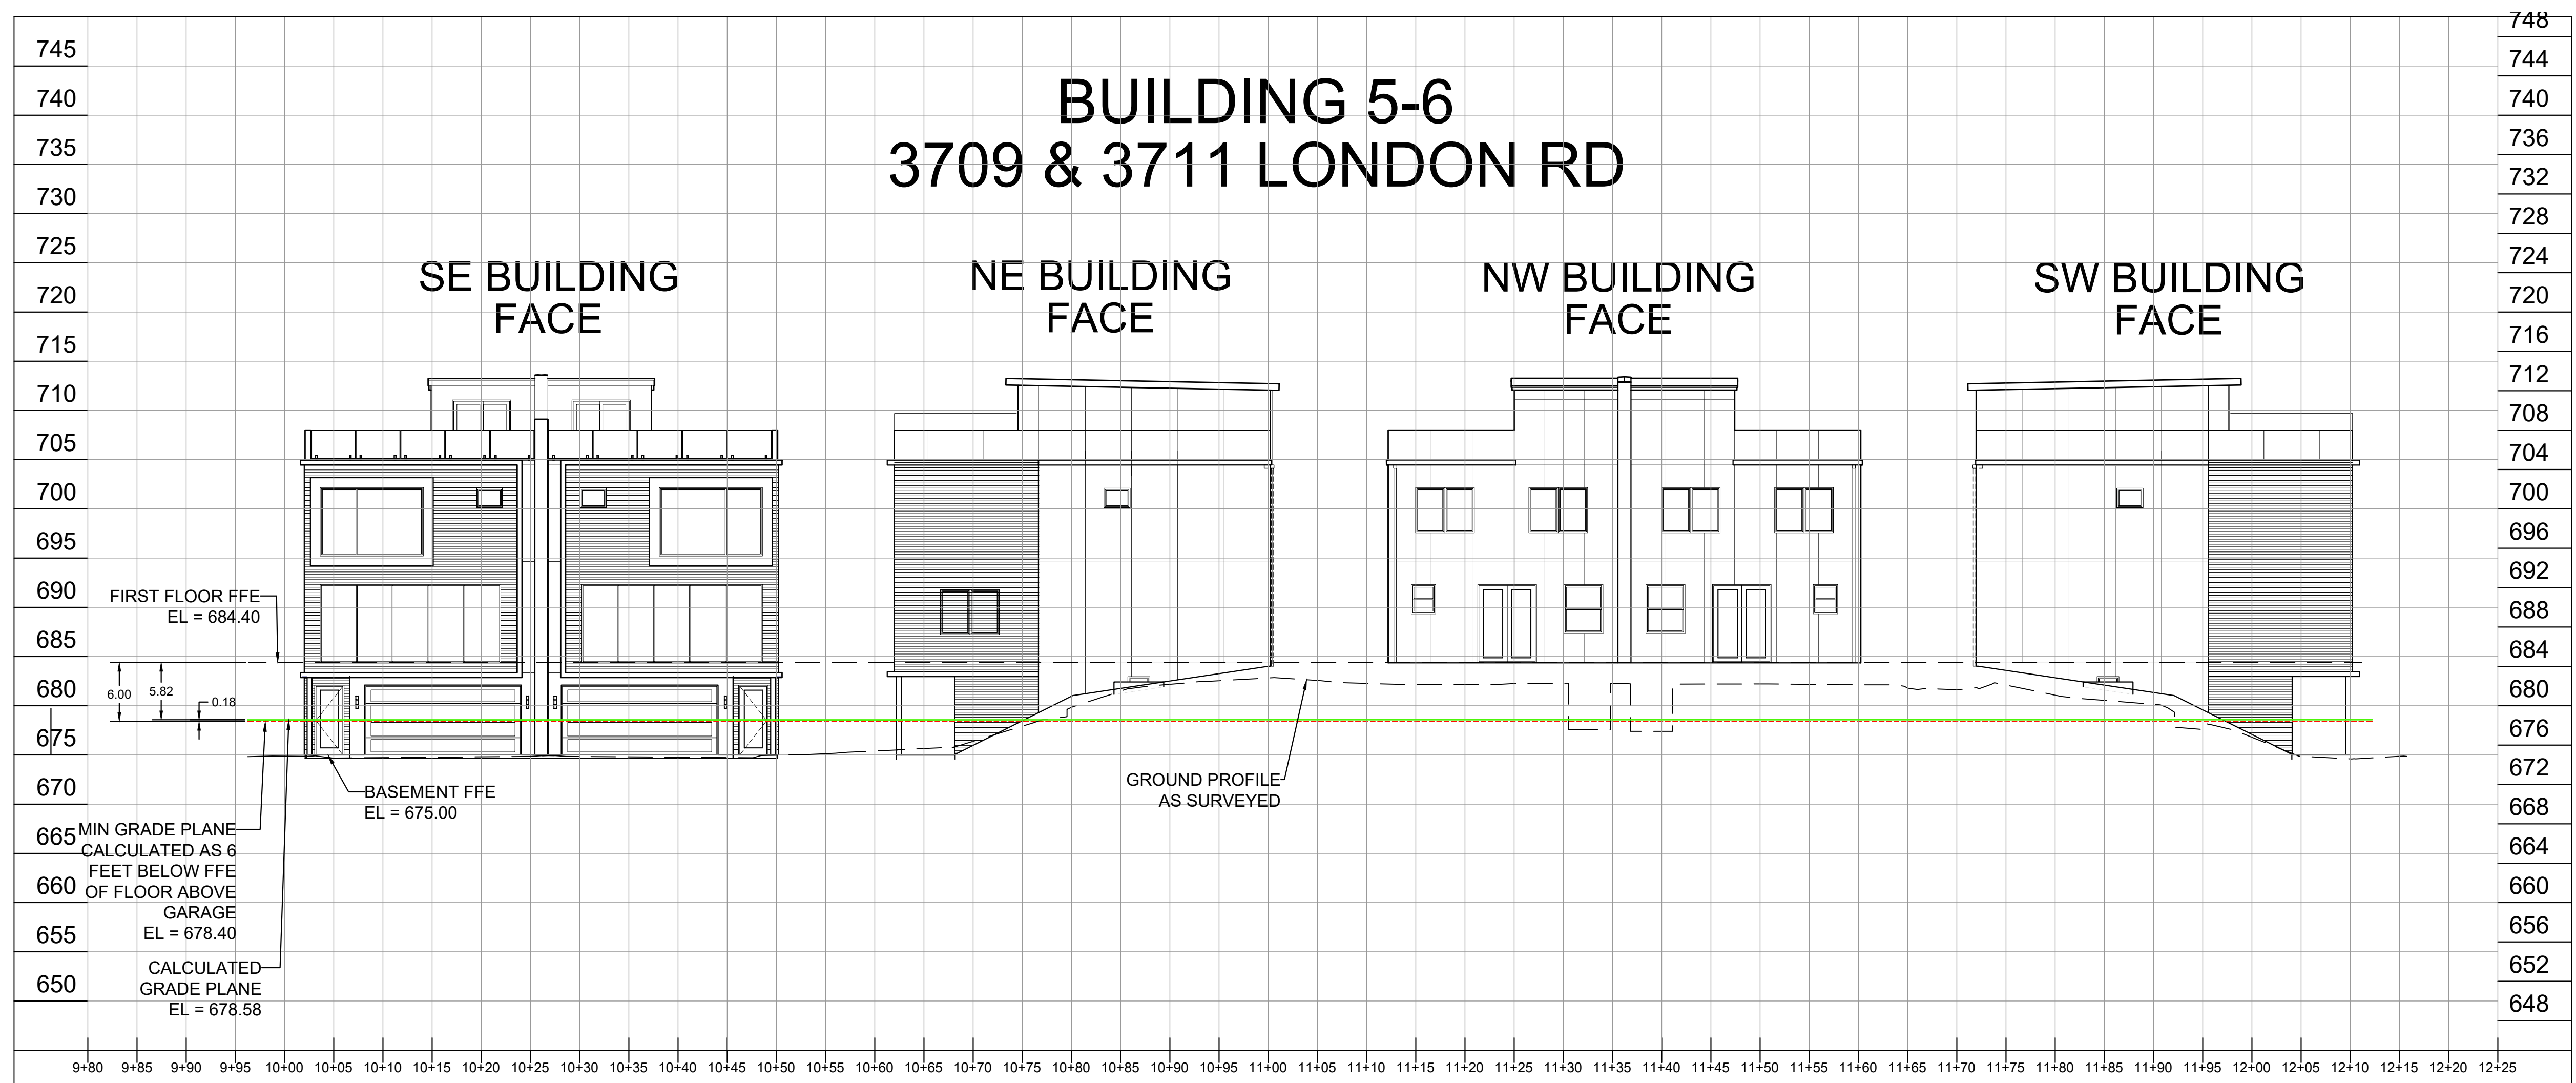 BUILDING 5-6
3709 & 3711 LONDON RD
SE BUILDING
FACE
NE BUILDING
FACE
NW BUILDING
FACE
SW BUILDING
FACE
745
740
735
730
725
720
715
710
705
700
695
690
685
680
675
670
665
660
655
650
FIRST FLOOR FFE
EL = 684.40
6.00
5.82
0.18
BASEMENT FFE
EL = 675.00
MIN GRADE PLANE
CALCULATED AS 6
FEET BELOW FFE
OF FLOOR ABOVE
GARAGE
EL = 678.40
CALCULATED
GRADE PLANE
EL = 678.58
GROUND PROFILE
AS SURVEYED
748
744
740
736
732
728
724
720
716
712
708
704
700
696
692
688
684
680
676
672
668
664
660
656
652
648
9+80 9+85 9+90 9+95 10+00 10+05 10+10 10+15 10+20 10+25 10+30 10+35 10+40 10+45 10+50 10+55 10+60 10+65 10+70 10+75 10+80 10+85 10+90 10+95 11+00 11+05 11+10 11+15 11+20 11+25 11+30 11+35 11+40 11+45 11+50 11+55 11+60 11+65 11+70 11+75 11+80 11+85 11+90 11+95 12+00 12+05 12+10 12+15 12+20 12+25